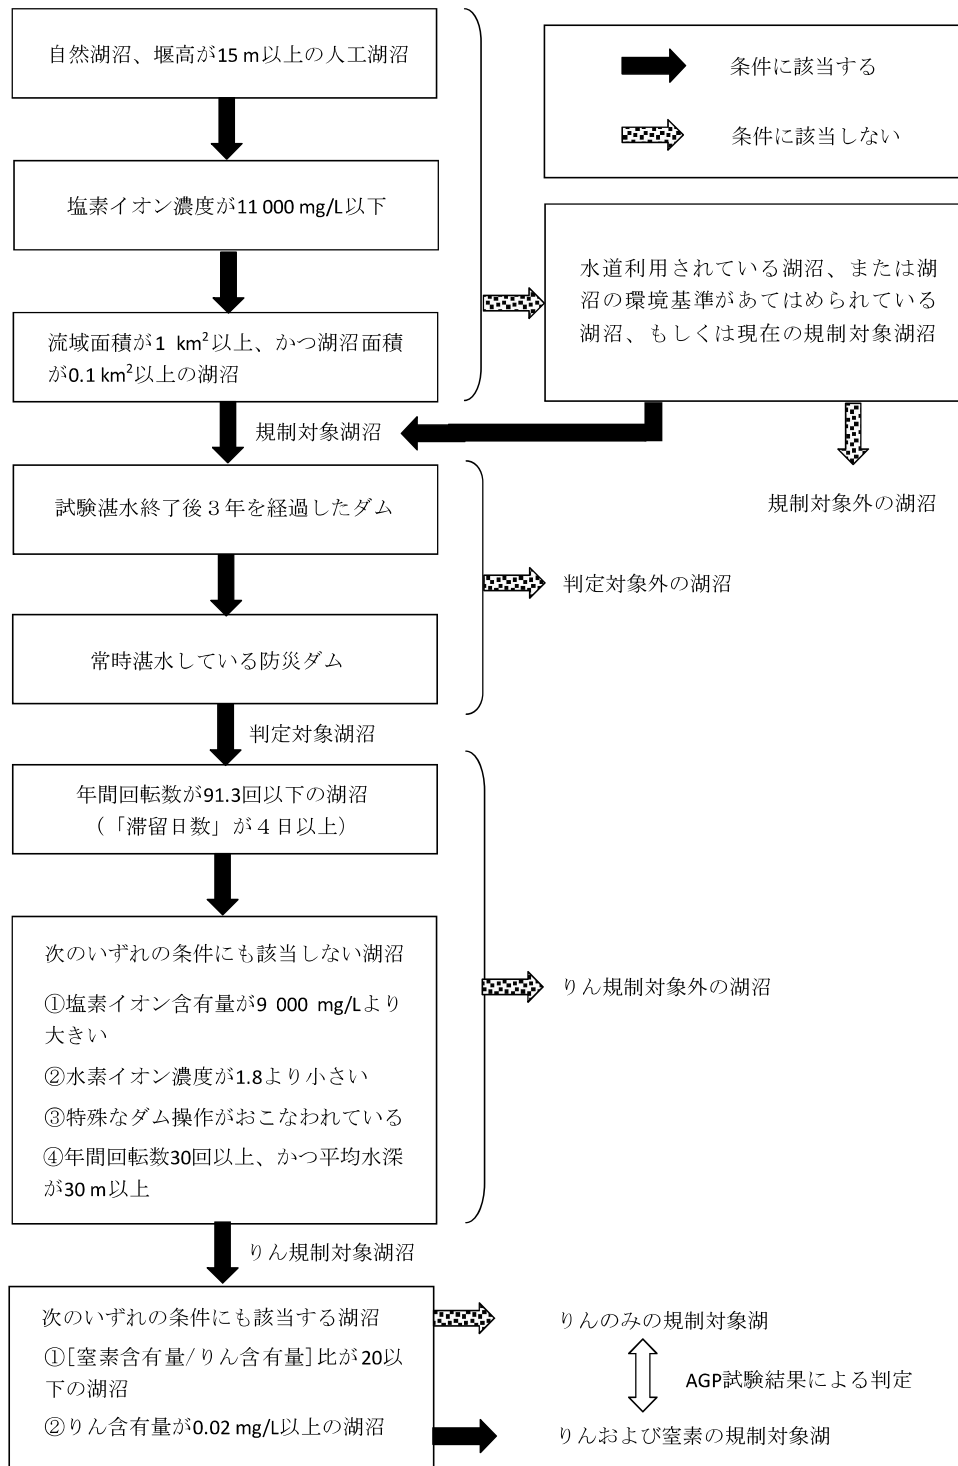 自然湖沼、堰高が15 m以上の人工湖沼
条件に該当する
条件に該当しない
塩素イオン濃度が11 000 mg/L以下
水道利用されている湖沼、または湖
沼の環境基準があてはめられている
湖沼、もしくは現在の規制対象湖沼
流域面積が1 km²以上、かつ湖沼面積
が0.1 km²以上の湖沼
規制対象湖沼
規制対象外の湖沼
試験湛水終了後3年を経過したダム
判定対象外の湖沼
常時湛水している防災ダム
判定対象湖沼
年間回転数が91.3回以下の湖沼
（「滞留日数」が4日以上）
次のいずれの条件にも該当しない湖沼
①塩素イオン含有量が9 000 mg/Lより
大きい
②水素イオン濃度が1.8より小さい
③特殊なダム操作がおこなわれている
④年間回転数30回以上、かつ平均水深
が30 m以上
りん規制対象外の湖沼
りん規制対象湖沼
次のいずれの条件にも該当する湖沼
①[窒素含有量/りん含有量]比が20以
下の湖沼
②りん含有量が0.02 mg/L以上の湖沼
りんのみの規制対象湖
AGP試験結果による判定
りんおよび窒素の規制対象湖